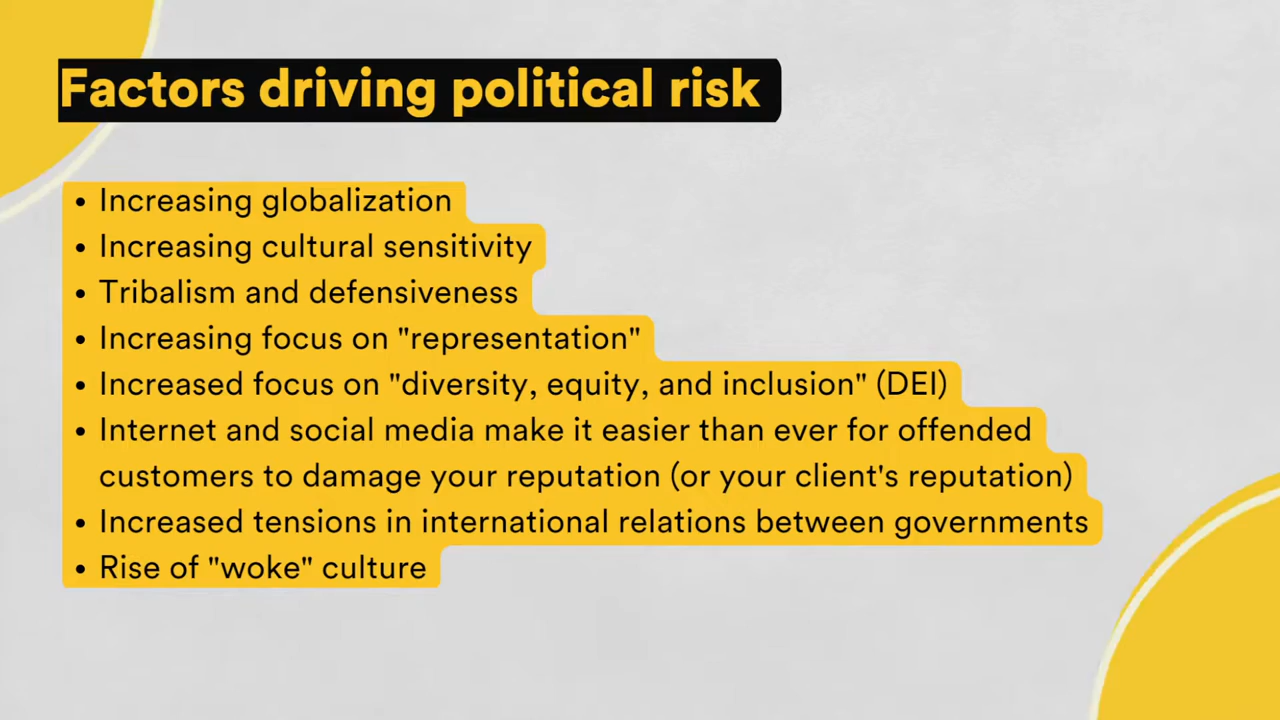 Factors driving political risk
• Increasing globalization
• Increasing cultural sensitivity
• Tribalism and defensiveness
• Increasing focus on "representation"
• Increased focus on "diversity, equity, and inclusion" (DEI)
• Internet and social media make it easier than ever for offended
customers to damage your reputation (or your client's reputation)
• Increased tensions in international relations between governments
• Rise of "woke" culture